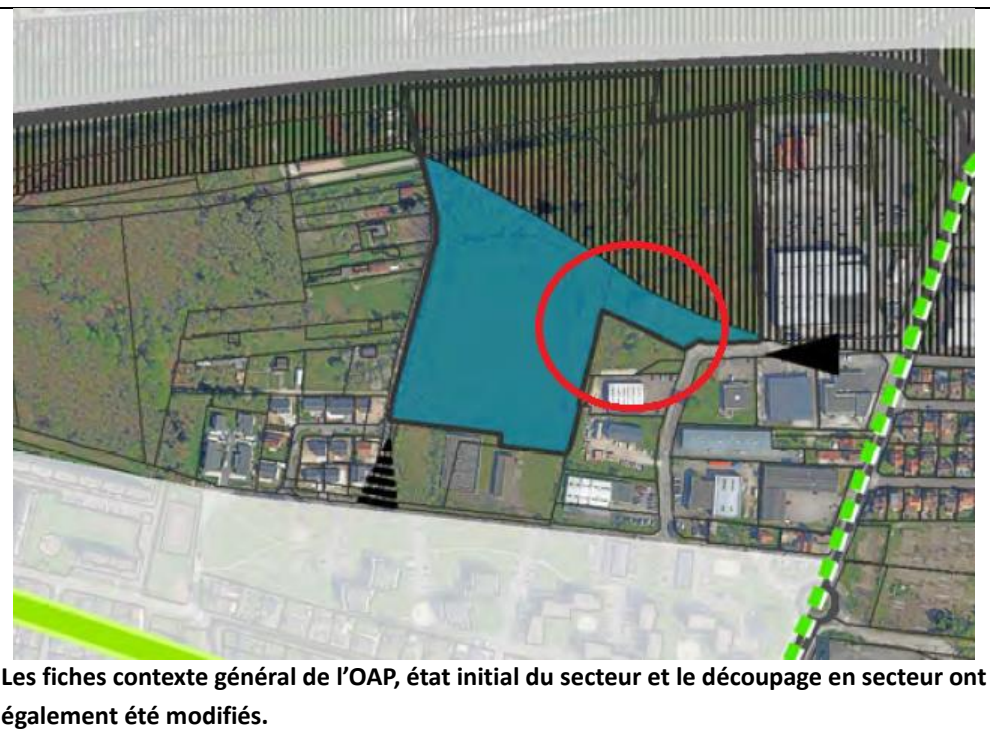 Les fiches contexte général de l’OAP, état initial du secteur et le découpage en secteur ont
également été modifiés.